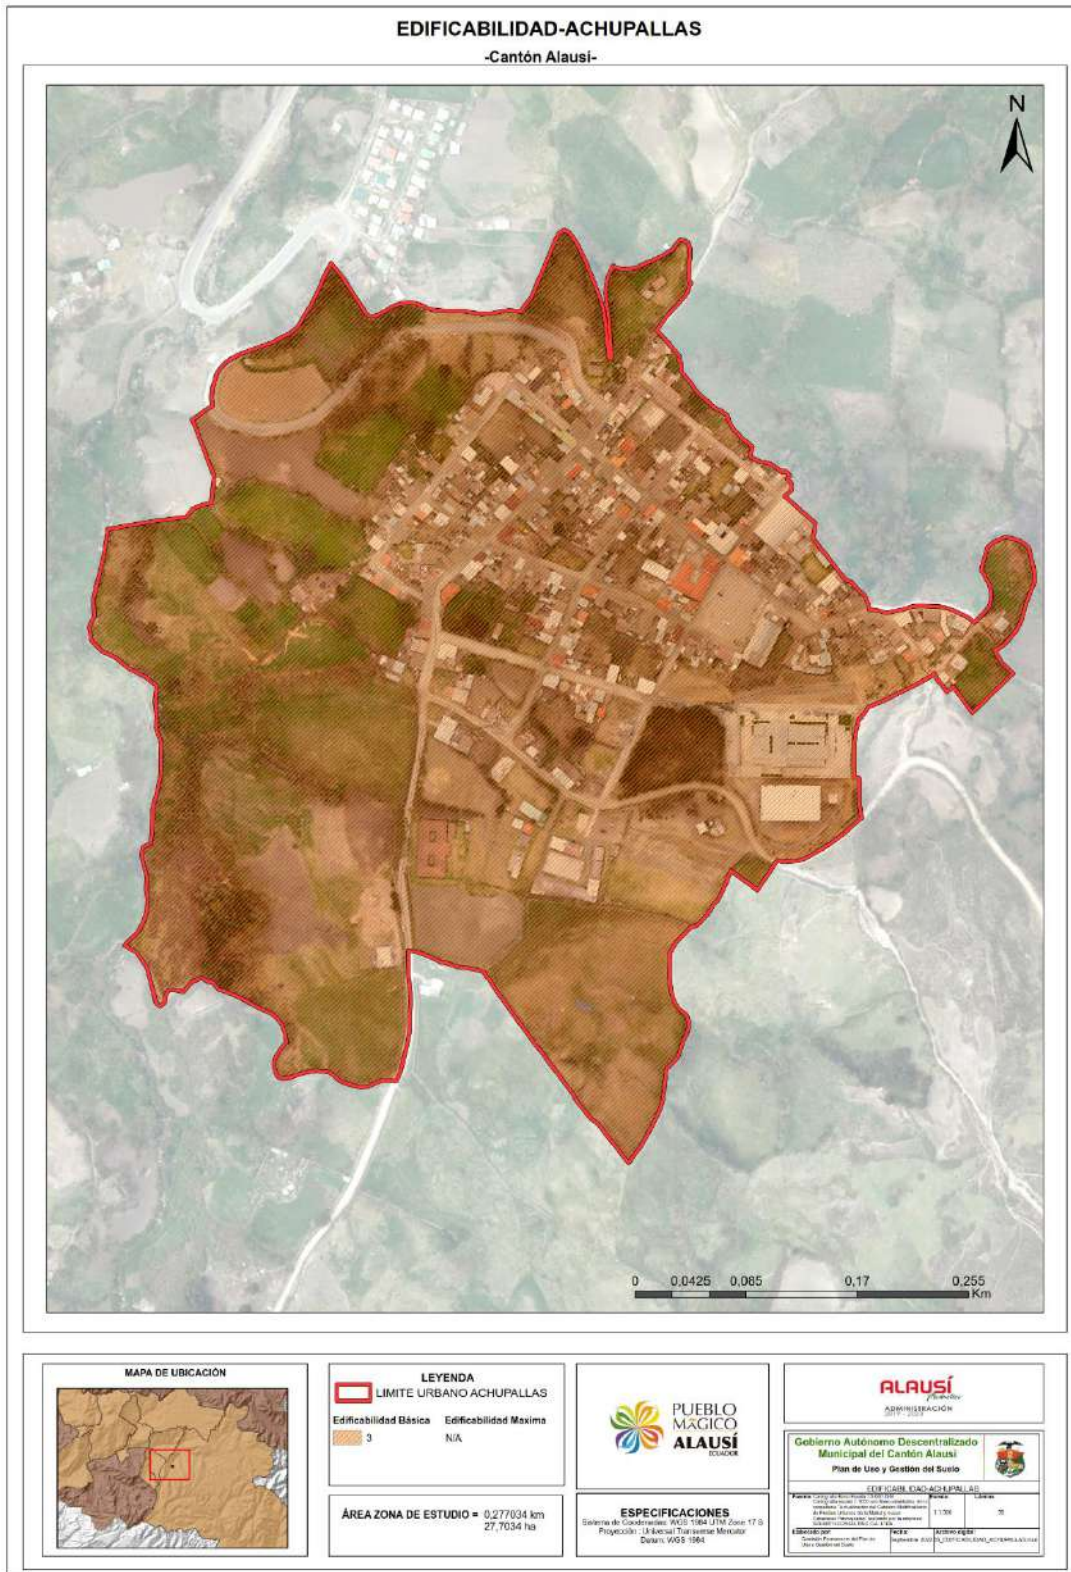 EDIFICABILIDAD-ACHUPALLAS
-Cantón Alausí-
N
0 0,0425 0,085 0,17 0,255
Km
MAPA DE UBICACIÓN
LEYENDA
LIMITE URBANO ACHUPALLAS
Edificabilidad Básica Edificabilidad Maxima
3 N/A
ÁREA ZONA DE ESTUDIO = 0,277034 km
27,7034 ha
PUEBLO
MÁGICO
ALAUSÍ
ECUADOR
ESPECIFICACIONES
Sistema de Coordenadas: WGS 1984 UTM Zone 17 S
Proyección : Universal Transverse Mercator
Datum: WGS 1984
ALAUSÍ
ADMINISTRACIÓN
Gobierno Autónomo Descentralizado
Municipal del Cantón Alausí
Plan de Uso y Gestión del Suelo
EDIFICABILIDAD-ACHUPALLAS